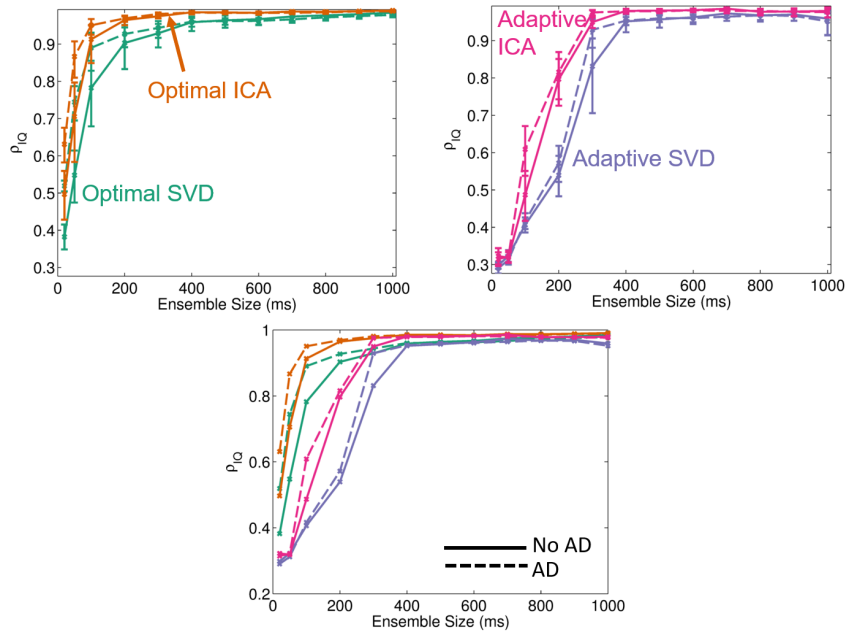 0.9
0.8
0.7
0.6
0.5
0.4
0.3
ρIQ
0 200 400 600 800 1000
Ensemble Size (ms)
Optimal ICA
Optimal SVD
0.9
0.8
0.7
0.6
0.5
0.4
0.3
ρIQ
0 200 400 600 800 1000
Ensemble Size (ms)
Adaptive
ICA
Adaptive SVD
1
0.8
0.6
0.4
0.2
ρIQ
0 200 400 600 800 1000
Ensemble Size (ms)
No AD
AD